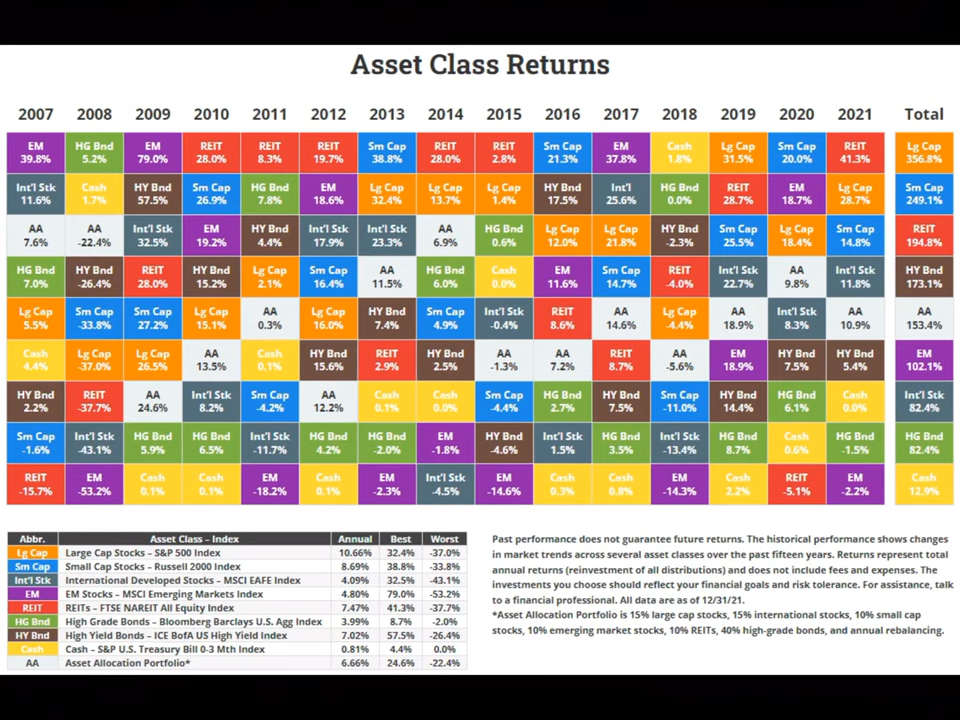 Asset Class Returns
2007 2008 2009 2010 2011 2012 2013 2014 2015 2016 2017 2018 2019 2020 2021 Total
EM HG Bnd EM REIT REIT REIT Sm Cap REIT REIT Sm Cap EM Cash Lg Cap Sm Cap REIT Lg Cap
39.8% 5.2% 79.0% 28.0% 8.3% 19.7% 38.8% 28.0% 2.8% 21.3% 37.8% 1.8% 31.5% 20.0% 41.3% 356.8%
Int'l Stk Cash HY Bnd Sm Cap HG Bnd EM Lg Cap Lg Cap Lg Cap HY Bnd Int'l HG Bnd REIT EM Lg Cap Sm Cap
11.6% 1.7% 57.5% 26.9% 7.8% 18.6% 32.4% 13.7% 1.4% 17.5% 25.6% 0.0% 28.7% 18.7% 28.7% 249.1%
AA AA Int'l Stk EM HY Bnd Int'l Stk Int'l Stk AA HG Bnd Lg Cap Lg Cap HY Bnd Sm Cap Lg Cap Sm Cap REIT
7.6% -22.4% 32.5% 19.2% 4.4% 17.9% 23.3% 6.9% 0.6% 12.0% 21.8% -2.3% 25.5% 18.4% 14.8% 194.8%
HG Bnd HY Bnd REIT HY Bnd Lg Cap Sm Cap AA HG Bnd Cash EM Sm Cap REIT Int'l Stk AA Int'l Stk HY Bnd
7.0% -26.4% 28.0% 15.2% 2.1% 16.4% 11.5% 6.0% 0.0% 11.6% 14.7% -4.0% 22.7% 9.8% 11.8% 173.1%
Lg Cap Sm Cap Sm Cap Lg Cap AA Lg Cap HY Bnd Sm Cap Int'l Stk REIT AA Lg Cap AA Int'l Stk AA AA
5.5% -33.8% 27.2% 15.1% 0.3% 16.0% 7.4% 4.9% -0.4% 8.6% 14.6% -4.4% 18.9% 8.3% 10.9% 153.4%
Cash Lg Cap Lg Cap AA Cash HY Bnd REIT HY Bnd AA AA REIT AA EM HY Bnd HY Bnd EM
4.4% -37.0% 26.5% 13.5% 0.1% 15.6% 2.9% 2.5% -1.3% 7.2% 8.7% -5.6% 18.9% 7.5% 5.4% 102.1%
HY Bnd REIT AA Int'l Stk Sm Cap AA Cash Cash Sm Cap HG Bnd HY Bnd Sm Cap HY Bnd HG Bnd Cash Int'l Stk
2.2% -37.7% 24.6% 8.2% -4.2% 12.2% 0.1% 0.0% -4.4% 2.7% 7.5% -11.0% 14.4% 6.1% 0.0% 82.4%
Sm Cap Int'l Stk HG Bnd HG Bnd Int'l Stk HG Bnd HG Bnd EM HY Bnd Int'l Stk HG Bnd Int'l Stk HG Bnd Cash HG Bnd HG Bnd
-1.6% -43.1% 5.9% 6.5% -11.7% 4.2% -2.0% -1.8% -4.6% 1.5% 3.5% -13.4% 8.7% 0.6% -1.5% 82.4%
REIT EM Cash Cash EM Cash EM Int'l Stk EM Cash Cash EM Cash REIT EM Cash
-15.7% -53.2% 0.1% 0.1% -18.2% 0.1% -2.3% -4.5% -14.6% 0.3% 0.8% -14.3% 2.2% -5.1% -2.2% 12.9%
Abbr. Asset Class – Index Annual Best Worst
Lg Cap Large Cap Stocks – S&P 500 Index 10.66% 32.4% -37.0%
Sm Cap Small Cap Stocks – Russell 2000 Index 8.69% 38.8% -33.8%
Int'l Stk International Developed Stocks – MSCI EAFE Index 4.09% 32.5% -43.1%
EM EM Stocks – MSCI Emerging Markets Index 4.80% 79.0% -53.2%
REIT REITs – FTSE NAREIT All Equity Index 7.47% 41.3% -37.7%
HG Bnd High Grade Bonds – Bloomberg Barclays U.S. Agg Index 3.99% 8.7% -2.0%
HY Bnd High Yield Bonds – ICE BofA US High Yield Index 7.02% 57.5% -26.4%
Cash Cash – S&P U.S. Treasury Bill 0-3 Mth Index 0.81% 4.4% 0.0%
AA Asset Allocation Portfolio* 6.66% 24.6% -22.4%
Past performance does not guarantee future returns. The historical performance shows changes
in market trends across several asset classes over the past fifteen years. Returns represent total
annual returns (reinvestment of all distributions) and does not include fees and expenses. The
investments you choose should reflect your financial goals and risk tolerance. For assistance, talk
to a financial professional. All data are as of 12/31/21.
*Asset Allocation Portfolio is 15% large cap stocks, 15% international stocks, 10% small cap
stocks, 10% emerging market stocks, 10% REITs, 40% high-grade bonds, and annual rebalancing.